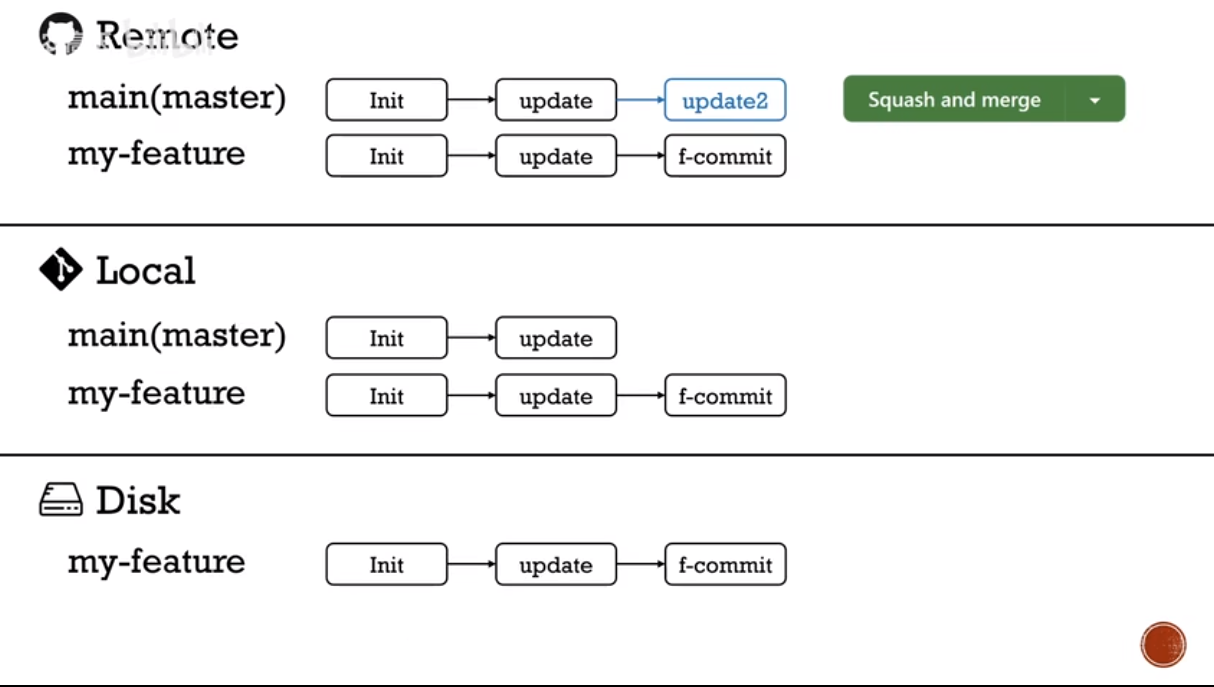 Remote
main(master) Init update update2 Squash and merge
my-feature Init update f-commit
Local
main(master) Init update
my-feature Init update f-commit
Disk
my-feature Init update f-commit